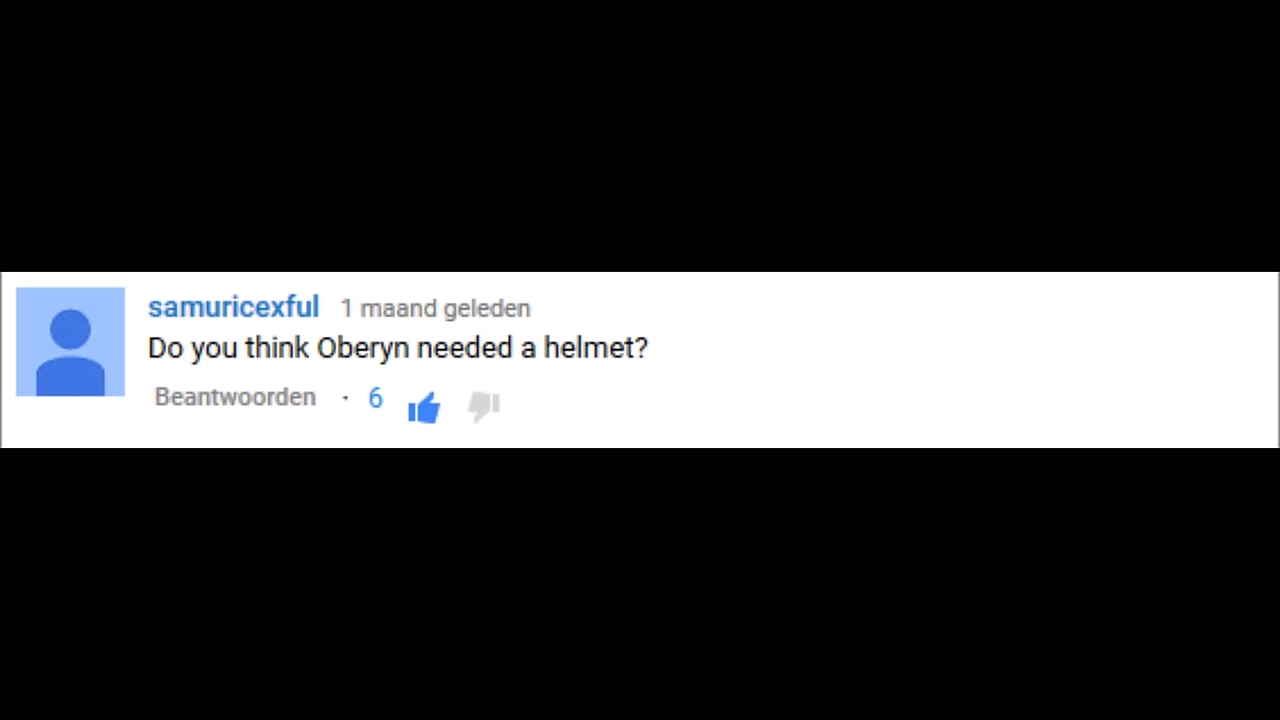 samuricexful 1 maand geleden
Do you think Oberyn needed a helmet?
Beantwoorden · 6